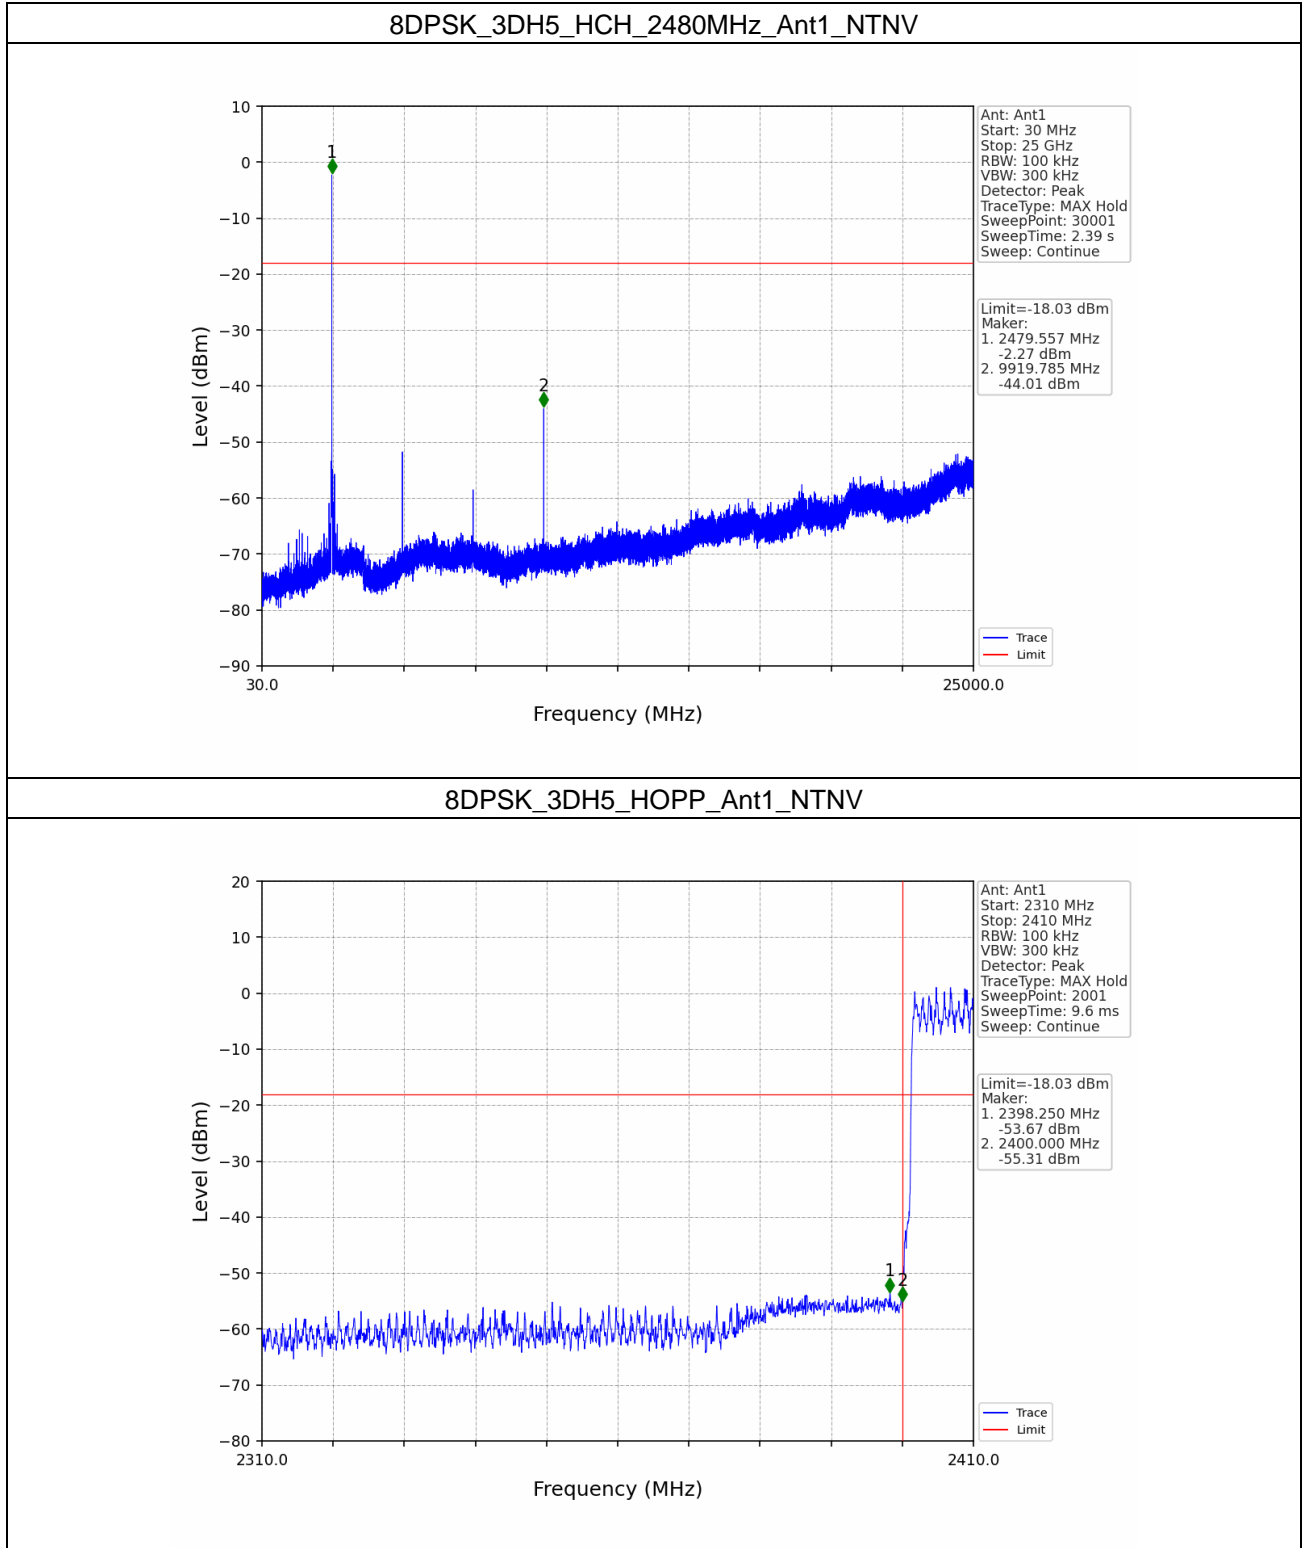 8DPSK_3DH5_HCH_2480MHz_Ant1_NTNV
10
0
−10
−20
−30
−40
−50
−60
−70
−80
−90
Level (dBm)
1
2
30.0
25000.0
Frequency (MHz)
Ant: Ant1
Start: 30 MHz
Stop: 25 GHz
RBW: 100 kHz
VBW: 300 kHz
Detector: Peak
TraceType: MAX Hold
SweepPoint: 30001
SweepTime: 2.39 s
Sweep: Continue
Limit=-18.03 dBm
Maker:
1. 2479.557 MHz
-2.27 dBm
2. 9919.785 MHz
-44.01 dBm
Trace
Limit
8DPSK_3DH5_HOPP_Ant1_NTNV
20
10
0
−10
−20
−30
−40
−50
−60
−70
−80
Level (dBm)
1
2
2310.0
2410.0
Frequency (MHz)
Ant: Ant1
Start: 2310 MHz
Stop: 2410 MHz
RBW: 100 kHz
VBW: 300 kHz
Detector: Peak
TraceType: MAX Hold
SweepPoint: 2001
SweepTime: 9.6 ms
Sweep: Continue
Limit=-18.03 dBm
Maker:
1. 2398.250 MHz
-53.67 dBm
2. 2400.000 MHz
-55.31 dBm
Trace
Limit